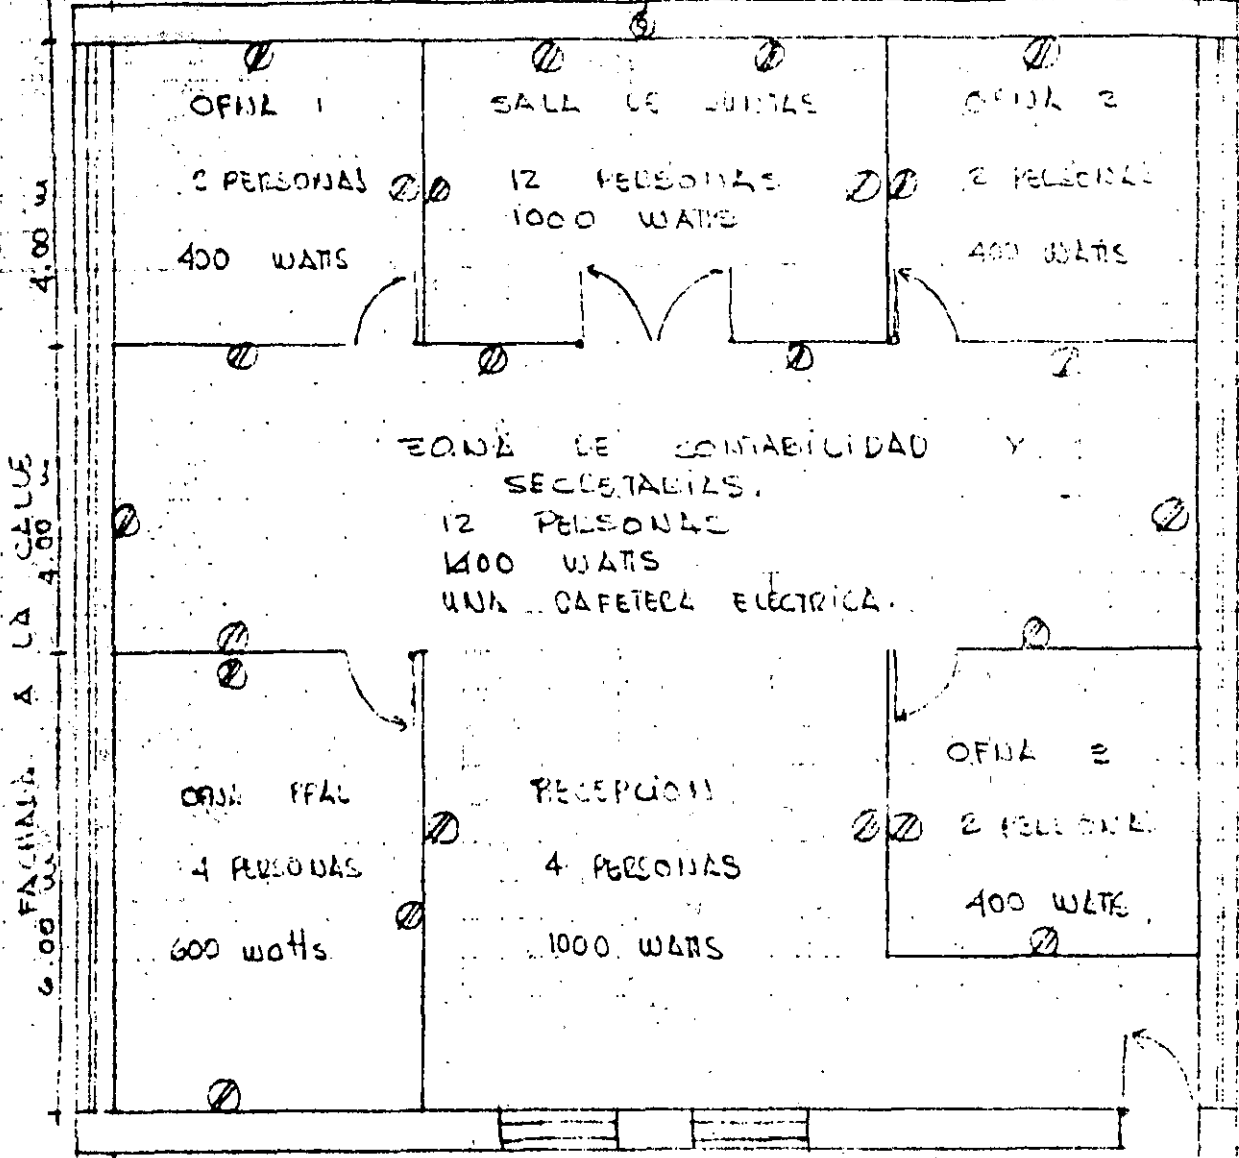 OFNA 1
2 PERSONAS
400 WATTS
SALA DE JUNTAS
12 PERSONAS
1000 WATTS
OFNA 2
2 PERSONAS
400 WATTS
4.00 m
ZONA DE CONTABILIDAD Y
SECRETARIAS.
12 PERSONAS
1400 WATTS
UNA CAFETERA ELECTRICA.
FACHADA A LA CALLE
4.00
OFNA PPAL
4 PERSONAS
600 watts
RECEPCION
4 PERSONAS
1000 WATTS
OFNA 3
2 PERSONAS
400 WATTS.
6.00 m